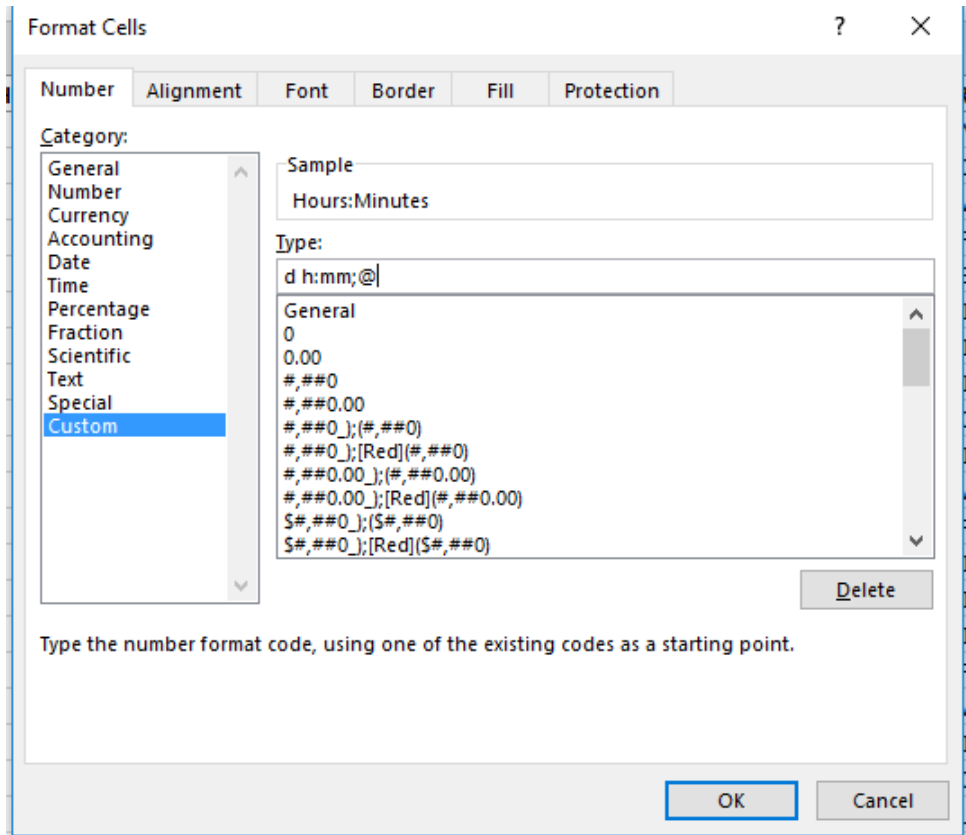 Format Cells ? ×
Number Alignment Font Border Fill Protection
Category:
General
Number
Currency
Accounting
Date
Time
Percentage
Fraction
Scientific
Text
Special
Custom
Sample
Hours:Minutes
Type:
d h:mm;@
General
0
0.00
#,##0
#,##0.00
#,##0_);(#,##0)
#,##0_);[Red](#,##0)
#,##0.00_);(#,##0.00)
#,##0.00_);[Red](#,##0.00)
$#,##0_);($#,##0)
$#,##0_);[Red]($#,##0)
Delete
Type the number format code, using one of the existing codes as a starting point.
OK Cancel